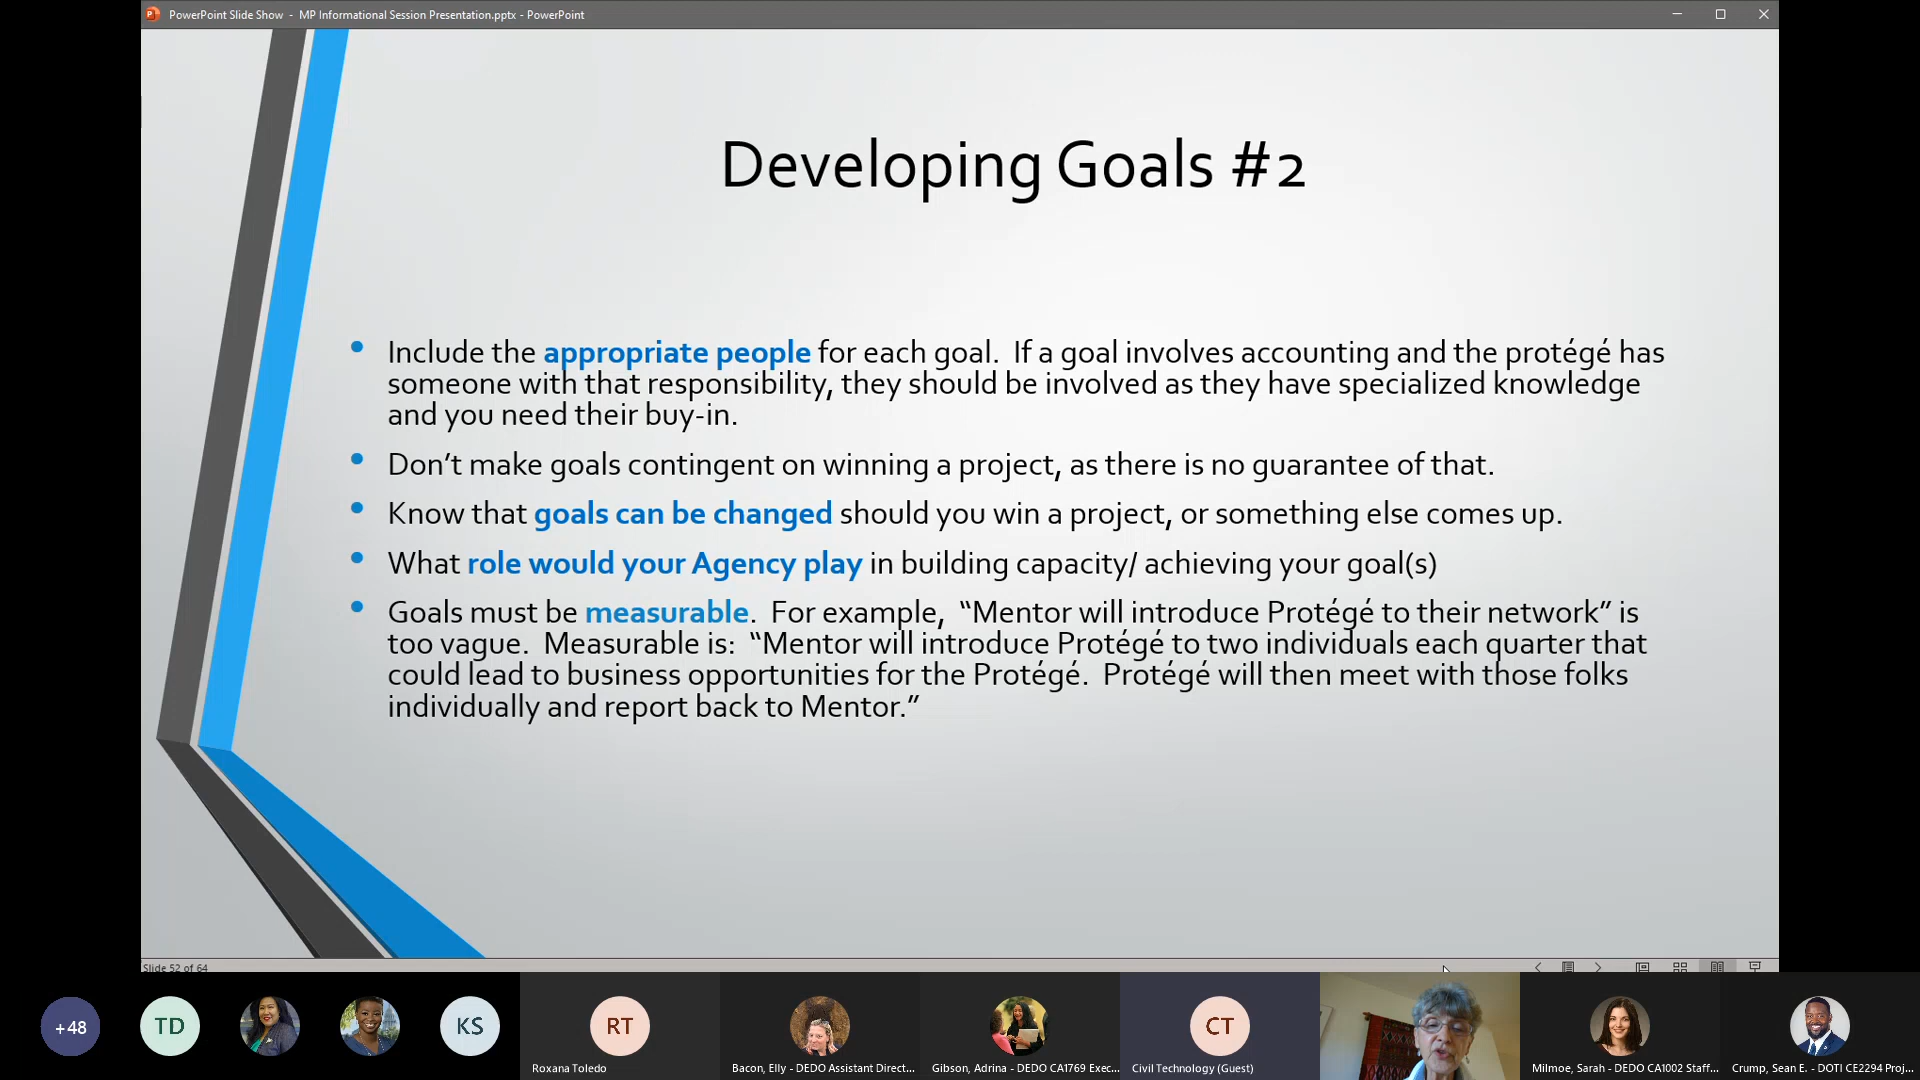 PowerPoint Slide Show - MP Informational Session Presentation.pptx - PowerPoint
Developing Goals #2
Include the appropriate people for each goal. If a goal involves accounting and the protégé has
someone with that responsibility, they should be involved as they have specialized knowledge
and you need their buy-in.
Don’t make goals contingent on winning a project, as there is no guarantee of that.
Know that goals can be changed should you win a project, or something else comes up.
What role would your Agency play in building capacity/ achieving your goal(s)
Goals must be measurable. For example, “Mentor will introduce Protégé to their network” is
too vague. Measurable is: “Mentor will introduce Protégé to two individuals each quarter that
could lead to business opportunities for the Protégé. Protégé will then meet with those folks
individually and report back to Mentor.”
Slide 52 of 64
+48
TD
KS
RT
CT
Roxana Toledo
Bacon, Elly - DEDO Assistant Direct...
Gibson, Adrina - DEDO CA1769 Exec...
Civil Technology (Guest)
Milmoe, Sarah - DEDO CA1002 Staff...
Crump, Sean E. - DOTI CE2294 Proj...